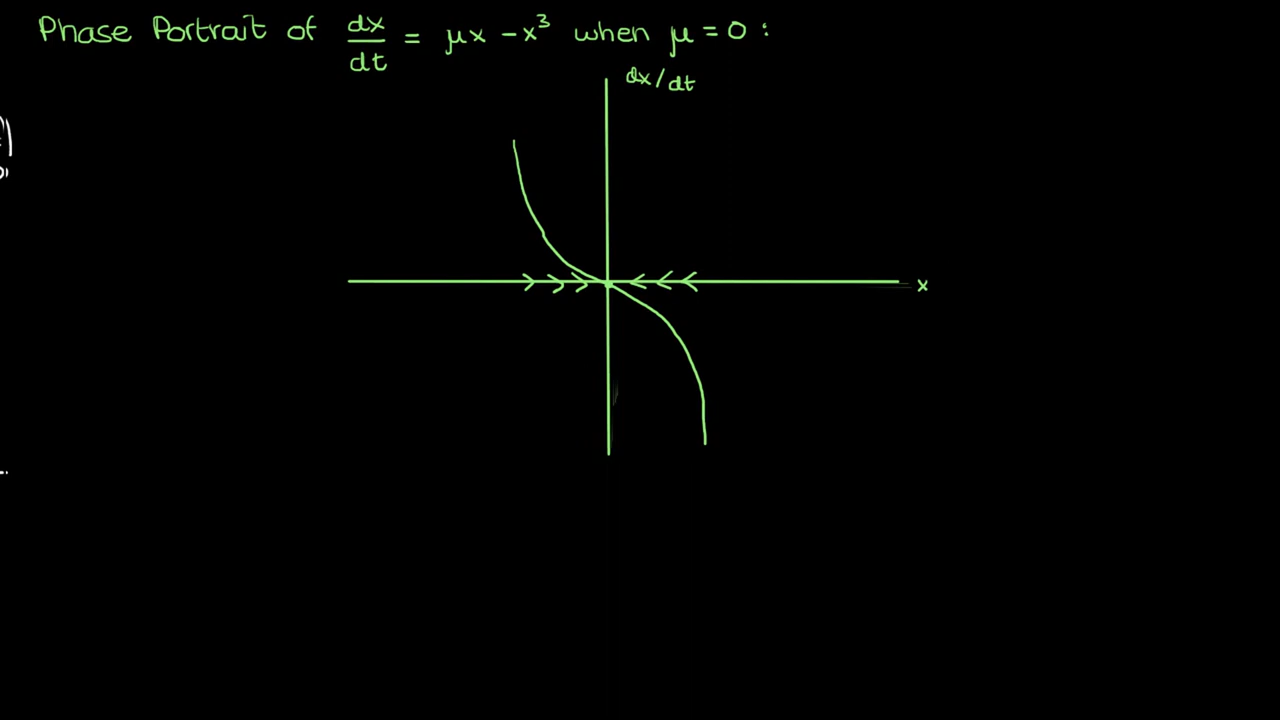 Phase Portrait of dx/dt = μx - x³ when μ = 0 :
dx/dt
x